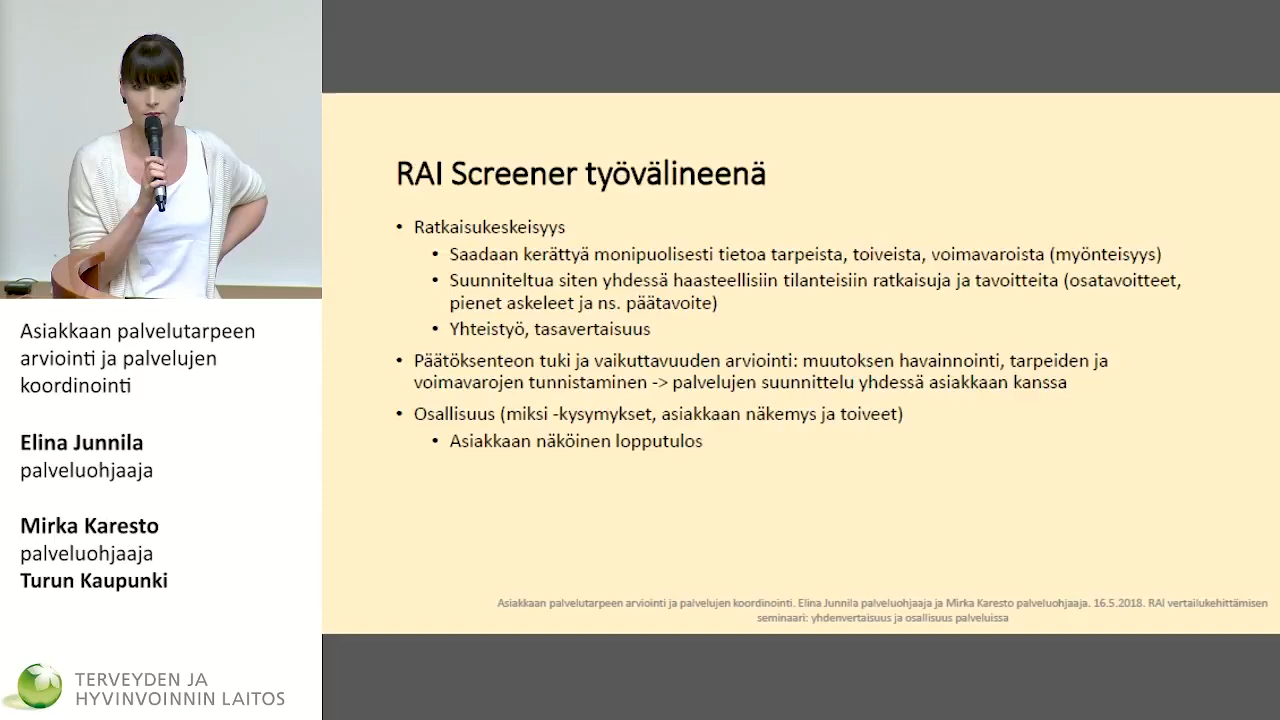 Asiakkaan palvelutarpeen
arviointi ja palvelujen
koordinointi
Elina Junnila
palveluohjaaja
Mirka Karesto
palveluohjaaja
Turun Kaupunki
TERVEYDEN JA
HYVINVOINNIN LAITOS
RAI Screener työvälineenä
• Ratkaisukeskeisyys
• Saadaan kerättyä monipuolisesti tietoa tarpeista, toiveista, voimavaroista (myönteisyys)
• Suunniteltua siten yhdessä haasteellisiin tilanteisiin ratkaisuja ja tavoitteita (osatavoitteet,
pienet askeleet ja ns. päätavoite)
• Yhteistyö, tasavertaisuus
• Päätöksenteon tuki ja vaikuttavuuden arviointi: muutoksen havainnointi, tarpeiden ja
voimavarojen tunnistaminen -> palvelujen suunnittelu yhdessä asiakkaan kanssa
• Osallisuus (miksi -kysymykset, asiakkaan näkemys ja toiveet)
• Asiakkaan näköinen lopputulos
Asiakkaan palvelutarpeen arviointi ja palvelujen koordinointi. Elina Junnila palveluohjaaja ja Mirka Karesto palveluohjaaja. 16.5.2018. RAI vertailukehittämisen
seminaari: yhdenvertaisuus ja osallisuus palveluissa